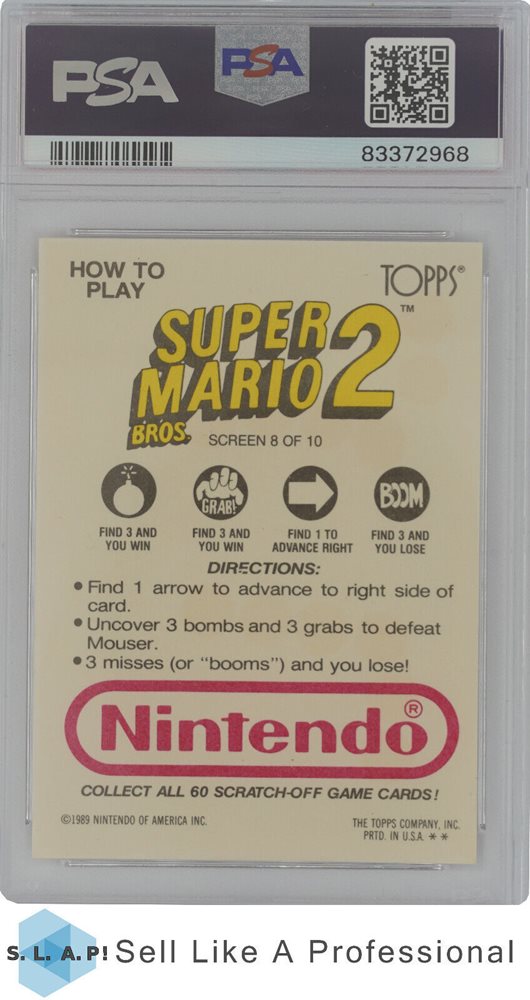 PSA
PSA
83372968
HOW TO
PLAY
TOPPS®
SUPER
MARIO 2™
BROS.
SCREEN 8 OF 10
GRAB!
BOOM
FIND 3 AND
YOU WIN
FIND 3 AND
YOU WIN
FIND 1 TO
ADVANCE RIGHT
FIND 3 AND
YOU LOSE
DIRECTIONS:
• Find 1 arrow to advance to right side of
card.
• Uncover 3 bombs and 3 grabs to defeat
Mouser.
• 3 misses (or “booms”) and you lose!
Nintendo®
COLLECT ALL 60 SCRATCH-OFF GAME CARDS!
©1989 NINTENDO OF AMERICA INC.
THE TOPPS COMPANY, INC.
PRTD. IN U.S.A. * *
S. L. A. P! Sell Like A Professional